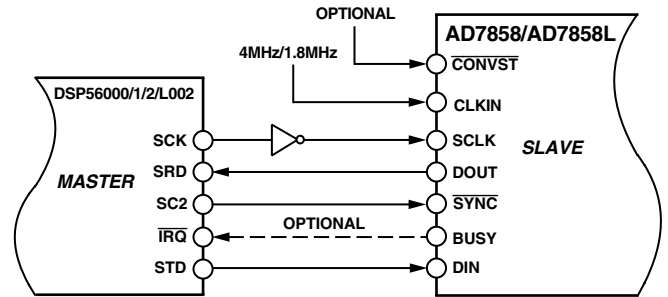 OPTIONAL
AD7858/AD7858L
4MHz/1.8MHz
CONVST
DSP56000/1/2/L002
CLKIN
SCK
SCLK
SLAVE
SRD
DOUT
MASTER
SC2
SYNC
OPTIONAL
IRQ
BUSY
STD
DIN